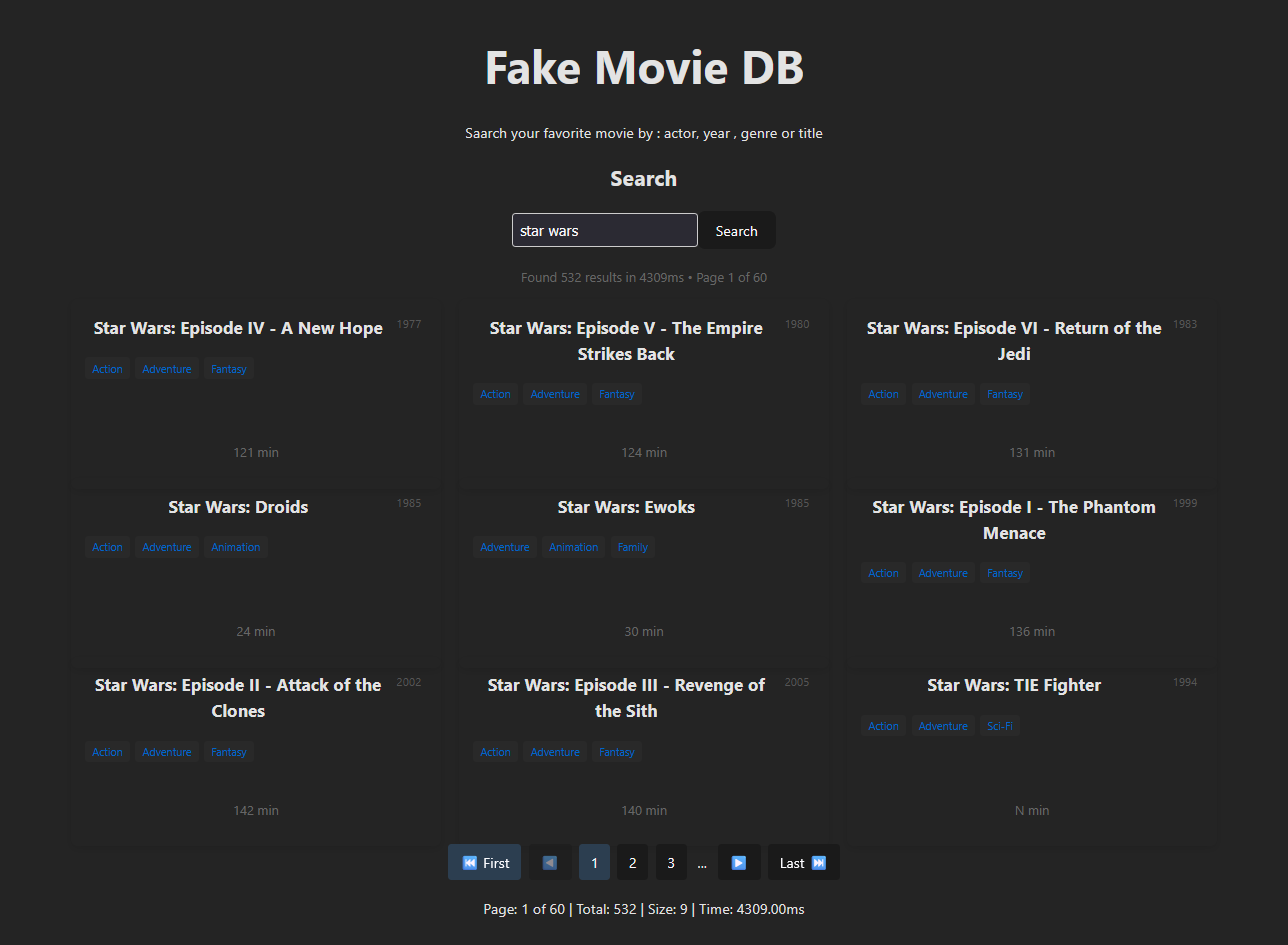 Fake Movie DB
Saarch your favorite movie by : actor, year , genre or title
Search
star wars Search
Found 532 results in 4309ms • Page 1 of 60
Star Wars: Episode IV - A New Hope 1977
Action Adventure Fantasy
121 min
Star Wars: Episode V - The Empire 1980
Strikes Back
Action Adventure Fantasy
124 min
Star Wars: Episode VI - Return of the 1983
Jedi
Action Adventure Fantasy
131 min
Star Wars: Droids 1985
Action Adventure Animation
24 min
Star Wars: Ewoks 1985
Adventure Animation Family
30 min
Star Wars: Episode I - The Phantom 1999
Menace
Action Adventure Fantasy
136 min
Star Wars: Episode II - Attack of the 2002
Clones
Action Adventure Fantasy
142 min
Star Wars: Episode III - Revenge of 2005
the Sith
Action Adventure Fantasy
140 min
Star Wars: TIE Fighter 1994
Action Adventure Sci-Fi
N min
⏪ First ◀ 1 2 3 ... ▶ Last ⏩
Page: 1 of 60 | Total: 532 | Size: 9 | Time: 4309.00ms